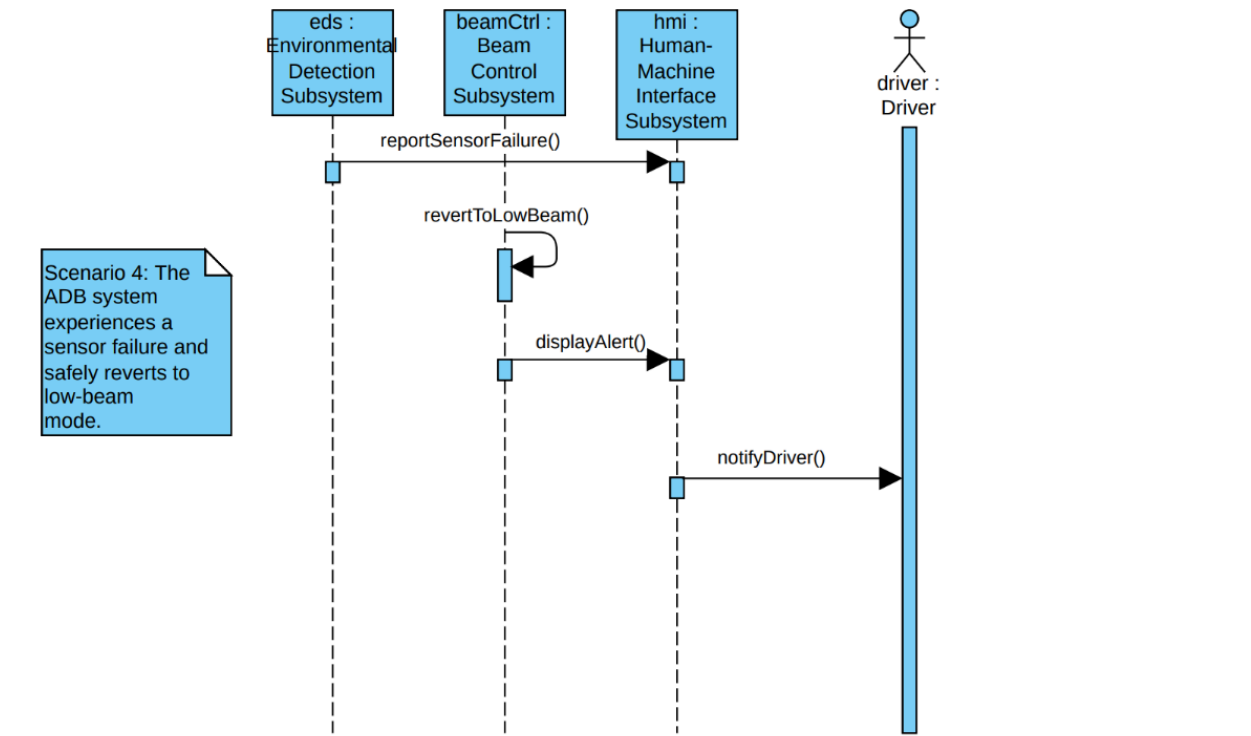 eds :
Environmental
Detection
Subsystem
beamCtrl :
Beam
Control
Subsystem
hmi :
Human-
Machine
Interface
Subsystem
driver :
Driver
reportSensorFailure()
revertToLowBeam()
Scenario 4: The
ADB system
experiences a
sensor failure and
safely reverts to
low-beam
mode.
displayAlert()
notifyDriver()